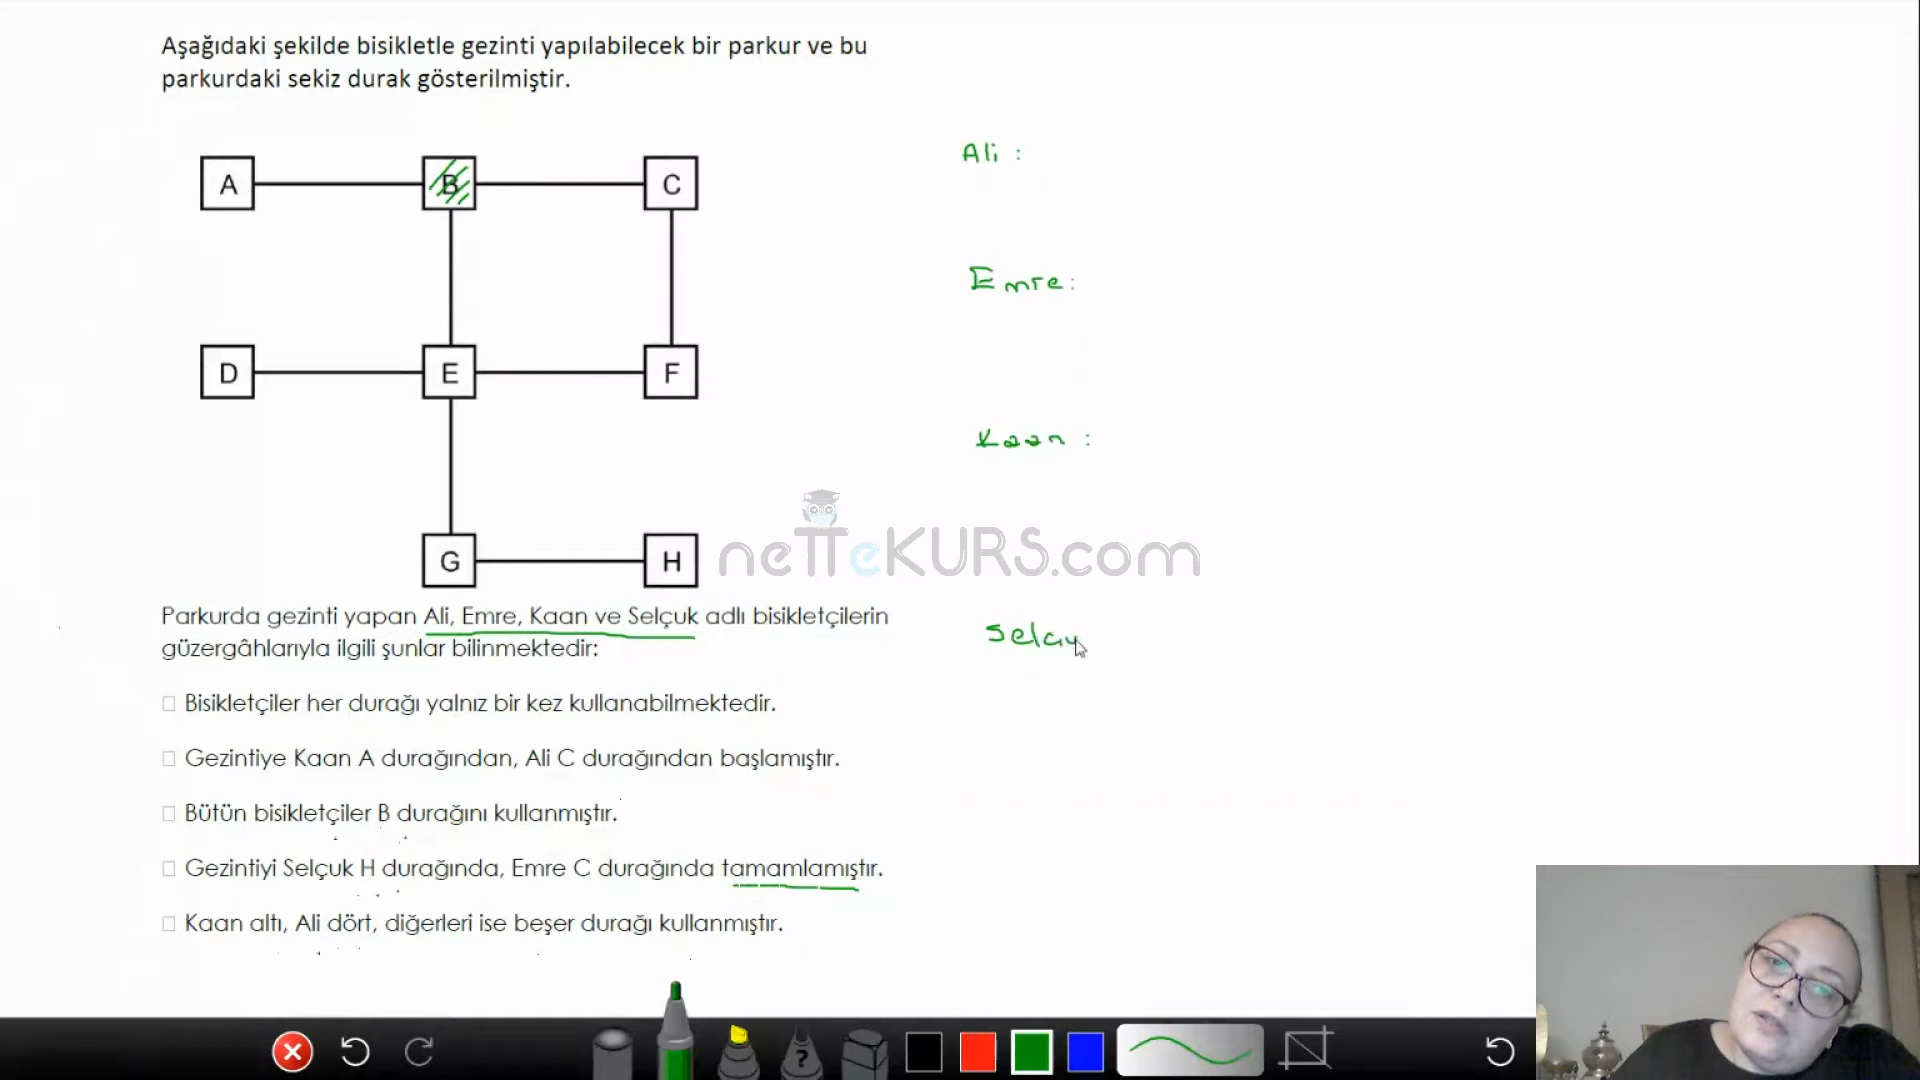 Aşağıdaki şekilde bisikletle gezinti yapılabilecek bir parkur ve bu
parkurdaki sekiz durak gösterilmiştir.
A B C
D E F
G H
Ali :
Emre:
Kaan :
neTTeKURS.com
Parkurda gezinti yapan Ali, Emre, Kaan ve Selçuk adlı bisikletçilerin
güzergâhlarıyla ilgili şunlar bilinmektedir:
Bisikletçiler her durağı yalnız bir kez kullanabilmektedir.
Gezintiye Kaan A durağından, Ali C durağından başlamıştır.
Bütün bisikletçiler B durağını kullanmıştır.
Gezintiyi Selçuk H durağında, Emre C durağında tamamlamıştır.
Kaan altı, Ali dört, diğerleri ise beşer durağı kullanmıştır.
?